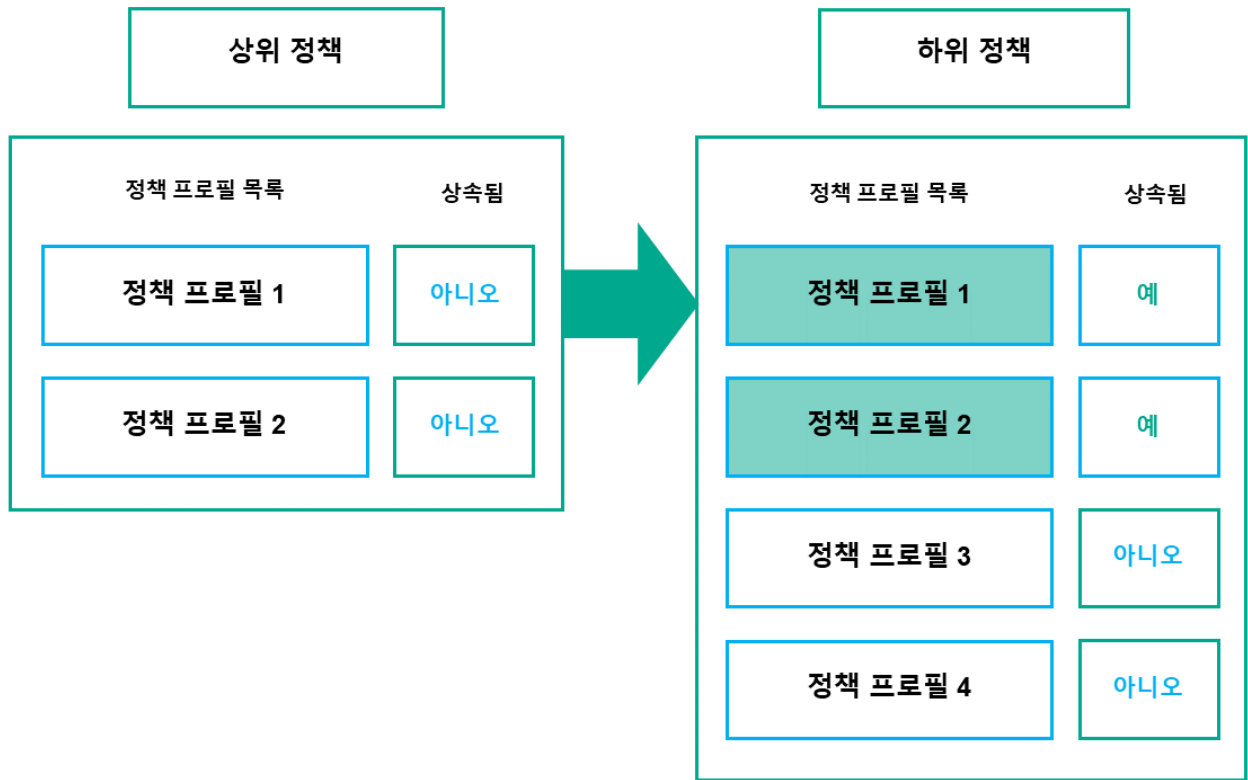 상위 정책
정책 프로필 목록
상속됨
정책 프로필 1
아니오
정책 프로필 2
아니오
하위 정책
정책 프로필 목록
상속됨
정책 프로필 1
예
정책 프로필 2
예
정책 프로필 3
아니오
정책 프로필 4
아니오